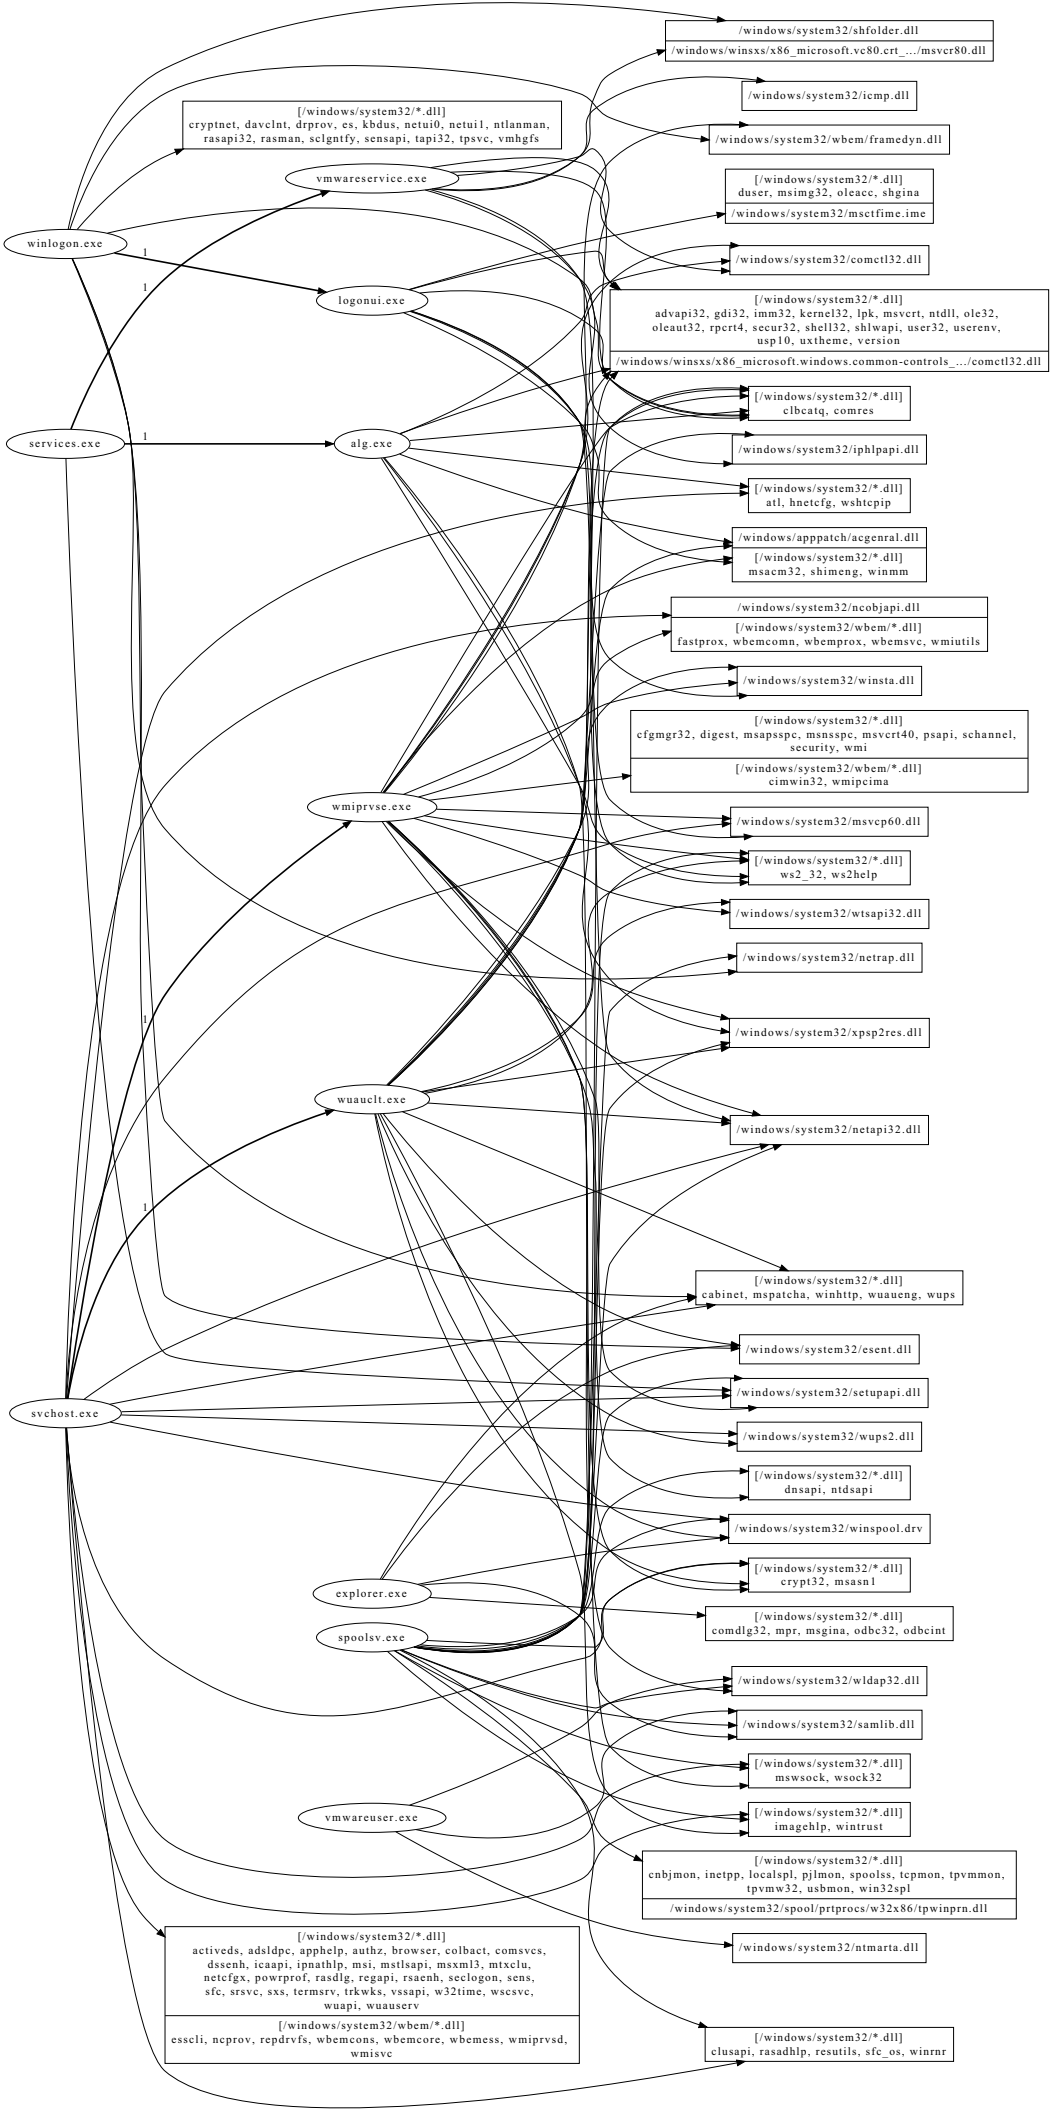 /windows/system32/shfolder.dll
/windows/winsxs/x86_microsoft.vc80.crt_.../msvcr80.dll
/windows/system32/icmp.dll
[/windows/system32/*.dll]
cryptnet, davclnt, drprov, es, kbdus, netui0, netui1, ntlanman,
rasapi32, rasman, sclgntfy, sensapi, tapi32, tpsvc, vmhgfs
/windows/system32/wbem/framedyn.dll
vmwareservice.exe
[/windows/system32/*.dll]
duser, msimg32, oleacc, shgina
/windows/system32/msctfime.ime
winlogon.exe
1
/windows/system32/comctl32.dll
1
logonui.exe
[/windows/system32/*.dll]
advapi32, gdi32, imm32, kernel32, lpk, msvcrt, ntdll, ole32,
oleaut32, rpcrt4, secur32, shell32, shlwapi, user32, userenv,
usp10, uxtheme, version
/windows/winsxs/x86_microsoft.windows.common-controls_.../comctl32.dll
[/windows/system32/*.dll]
clbcatq, comres
services.exe
1
alg.exe
/windows/system32/iphlpapi.dll
[/windows/system32/*.dll]
atl, hnetcfg, wshtcpip
/windows/apppatch/acgenral.dll
[/windows/system32/*.dll]
msacm32, shimeng, winmm
/windows/system32/ncobjapi.dll
[/windows/system32/wbem/*.dll]
fastprox, wbemcomn, wbemprox, wbemsvc, wmiutils
/windows/system32/winsta.dll
[/windows/system32/*.dll]
cfgmgr32, digest, msapsspc, msnsspc, msvcrt40, psapi, schannel,
security, wmi
[/windows/system32/wbem/*.dll]
cimwin32, wmipcima
wmiprvse.exe
/windows/system32/msvcp60.dll
[/windows/system32/*.dll]
ws2_32, ws2help
/windows/system32/wtsapi32.dll
/windows/system32/netrap.dll
1
/windows/system32/xpsp2res.dll
wuauclt.exe
/windows/system32/netapi32.dll
1
[/windows/system32/*.dll]
cabinet, mspatcha, winhttp, wuaueng, wups
/windows/system32/esent.dll
/windows/system32/setupapi.dll
svchost.exe
/windows/system32/wups2.dll
[/windows/system32/*.dll]
dnsapi, ntdsapi
/windows/system32/winspool.drv
[/windows/system32/*.dll]
crypt32, msasn1
explorer.exe
[/windows/system32/*.dll]
comdlg32, mpr, msgina, odbc32, odbcint
spoolsv.exe
/windows/system32/wldap32.dll
/windows/system32/samlib.dll
[/windows/system32/*.dll]
mswsock, wsock32
vmwareuser.exe
[/windows/system32/*.dll]
imagehlp, wintrust
[/windows/system32/*.dll]
cnbjmon, inetpp, localspl, pjlmon, spoolss, tcpmon, tpvmmon,
tpvmw32, usbmon, win32spl
/windows/system32/spool/prtprocs/w32x86/tpwinprn.dll
/windows/system32/ntmarta.dll
[/windows/system32/*.dll]
activeds, adsldpc, apphelp, authz, browser, colbact, comsvcs,
dssenh, icaapi, ipnathlp, msi, mstlsapi, msxml3, mtxclu,
netcfgx, powrprof, rasdlg, regapi, rsaenh, seclogon, sens,
sfc, srsvc, sxs, termsrv, trkwks, vssapi, w32time, wscsvc,
wuapi, wuauserv
[/windows/system32/wbem/*.dll]
esscli, ncprov, repdrvfs, wbemcons, wbemcore, wbemess, wmiprvsd,
wmisvc
[/windows/system32/*.dll]
clusapi, rasadhlp, resutils, sfc_os, winrnr